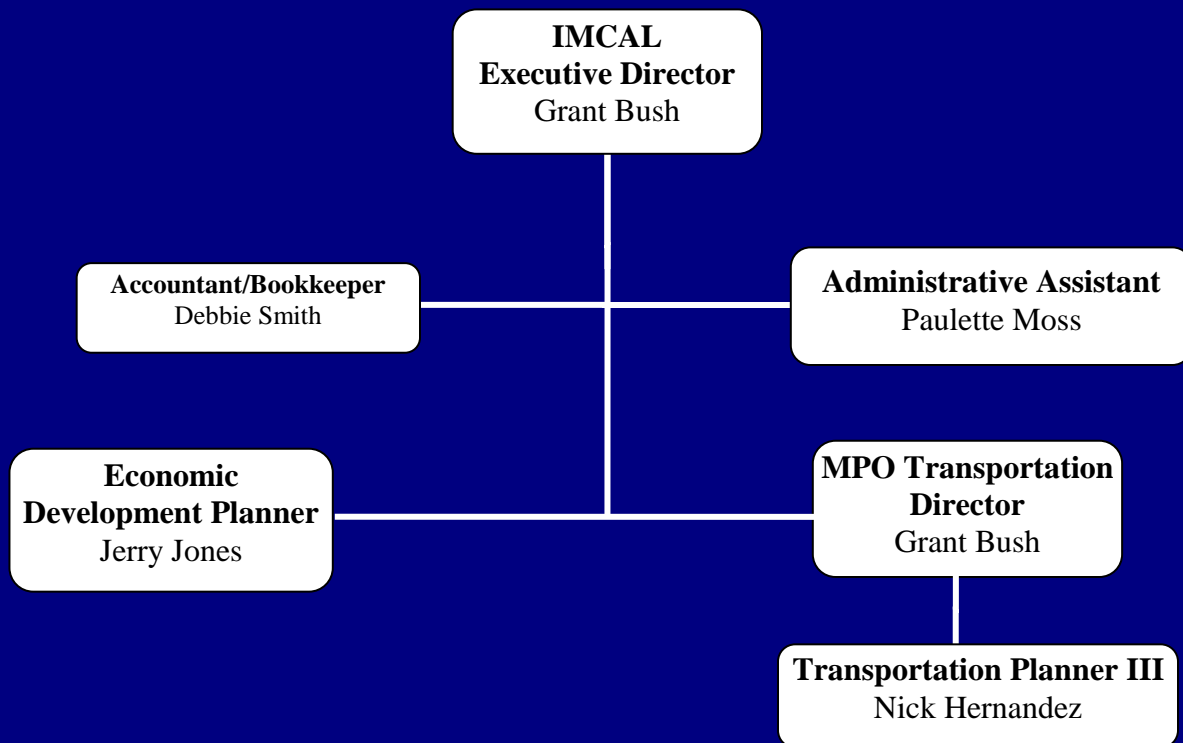 IMCAL
Executive Director
Grant Bush
Accountant/Bookkeeper
Debbie Smith
Administrative Assistant
Paulette Moss
Economic
Development Planner
Jerry Jones
MPO Transportation
Director
Grant Bush
Transportation Planner III
Nick Hernandez